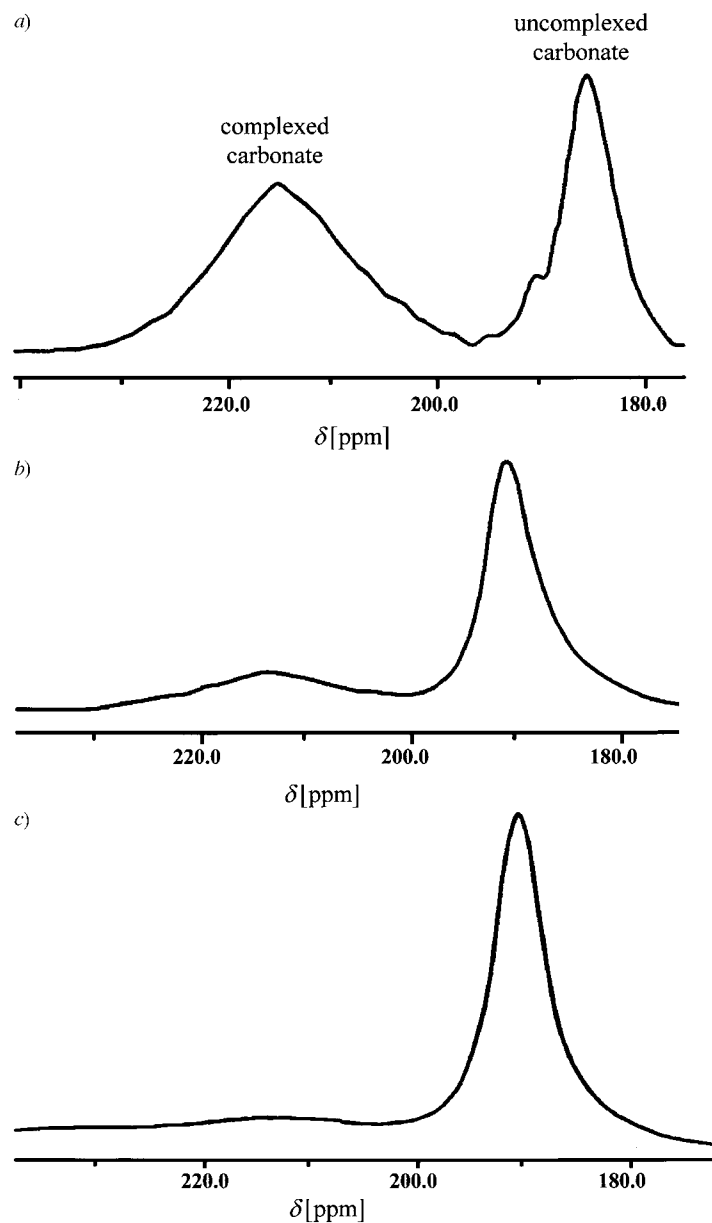 a)
uncomplexed
carbonate
complexed
carbonate
220.0 200.0 180.0
δ[ppm]
b)
220.0 200.0 180.0
δ[ppm]
c)
220.0 200.0 180.0
δ[ppm]